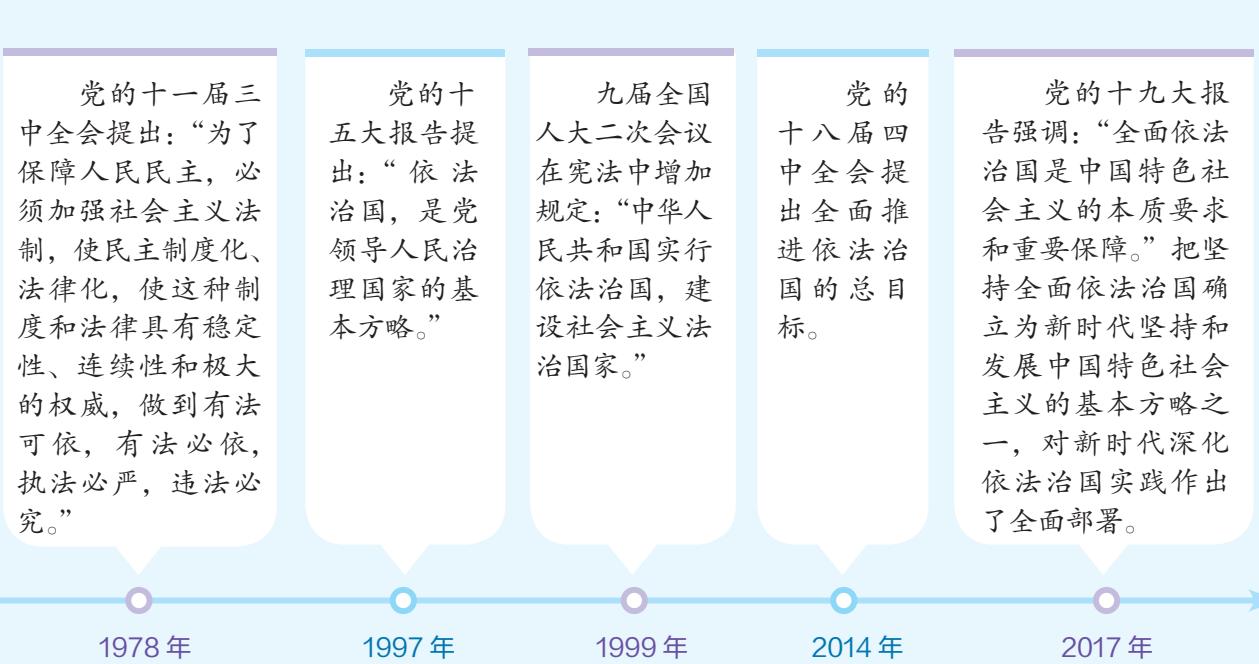 党的十一届三
中全会提出：“为了
保障人民民主，必
须加强社会主义法
制，使民主制度化、
法律化，使这种制
度和法律具有稳定
性、连续性和极大
的权威，做到有法
可依，有法必依，
执法必严，违法必
究。”
1978 年
党的十
五大报告提
出：“依法
治国，是党
领导人民治
理国家的基
本方略。”
1997 年
九届全国
人大二次会议
在宪法中增加
规定：“中华人
民共和国实行
依法治国，建
设社会主义法
治国家。”
1999 年
党的
十八届四
中全会提
出全面推
进依法治
国的总目
标。
2014 年
党的十九大报
告强调：“全面依法
治国是中国特色社
会主义的本质要求
和重要保障。”把坚
持全面依法治国确
立为新时代坚持和
发展中国特色社会
主义的基本方略之
一，对新时代深化
依法治国实践作出
了全面部署。
2017 年